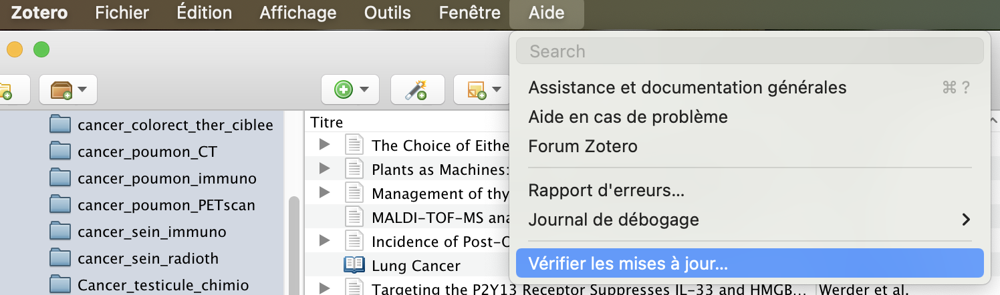 Zotero Fichier Édition Affichage Outils Fenêtre Aide
Search
Assistance et documentation générales ⌘ ?
Aide en cas de problème
Forum Zotero
Rapport d'erreurs...
Journal de débogage
Vérifier les mises à jour...
cancer_colorect_ther_ciblee
cancer_poumon_CT
cancer_poumon_immuno
cancer_poumon_PETscan
cancer_sein_immuno
cancer_sein_radioth
Cancer_testicule_chimio
Titre
The Choice of Eithe
Plants as Machines:
Management of thy
MALDI-TOF-MS ana
Incidence of Post-O
Lung Cancer
Targeting the P2Y13 Receptor Suppresses IL-33 and HMGB... Werder et al.